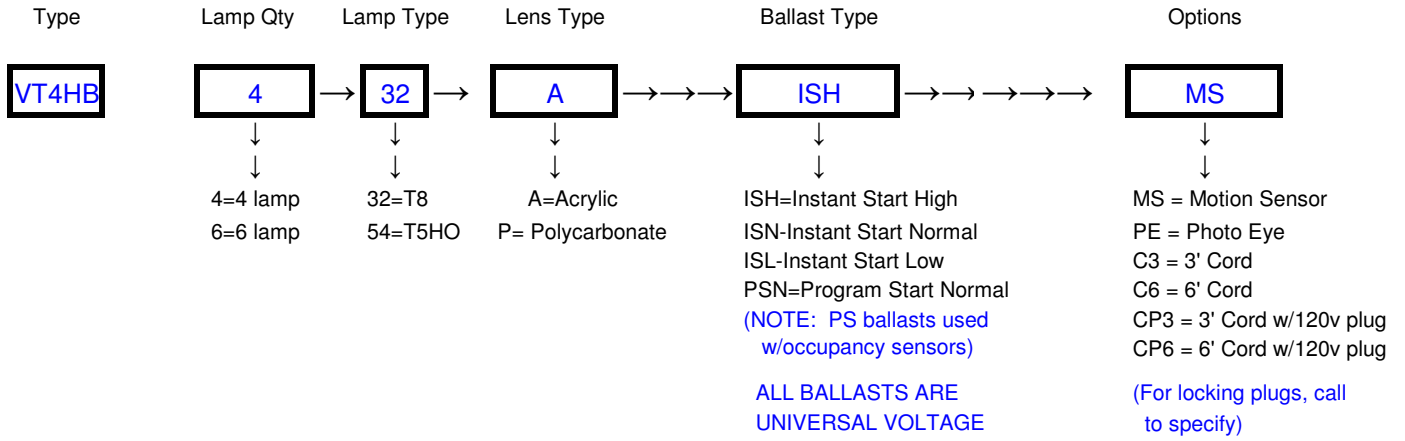 Type Lamp Qty Lamp Type Lens Type Ballast Type Options
VT4HB 4 → 32 → A →→→ ISH →→ →→→ MS
↓ ↓ ↓ ↓ ↓
↓ ↓ ↓ ↓ ↓
4=4 lamp 32=T8 A=Acrylic ISH=Instant Start High MS = Motion Sensor
6=6 lamp 54=T5HO P= Polycarbonate ISN-Instant Start Normal PE = Photo Eye
ISL-Instant Start Low C3 = 3' Cord
PSN=Program Start Normal C6 = 6' Cord
(NOTE: PS ballasts used CP3 = 3' Cord w/120v plug
w/occupancy sensors) CP6 = 6' Cord w/120v plug
ALL BALLASTS ARE (For locking plugs, call
UNIVERSAL VOLTAGE to specify)